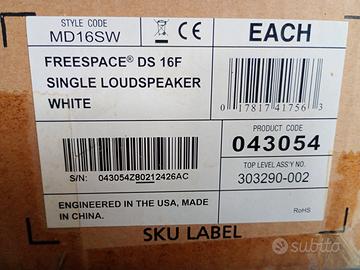 STYLE CODE
MD16SW
EACH
FREESPACE® DS 16F
SINGLE LOUDSPEAKER
WHITE
0 17817 41756 3
PRODUCT CODE
043054
TOP LEVEL ASS'Y NO.
303290-002
S/N: 043054Z80212426AC
ENGINEERED IN THE USA, MADE
IN CHINA.
RoHS
SKU LABEL
subito